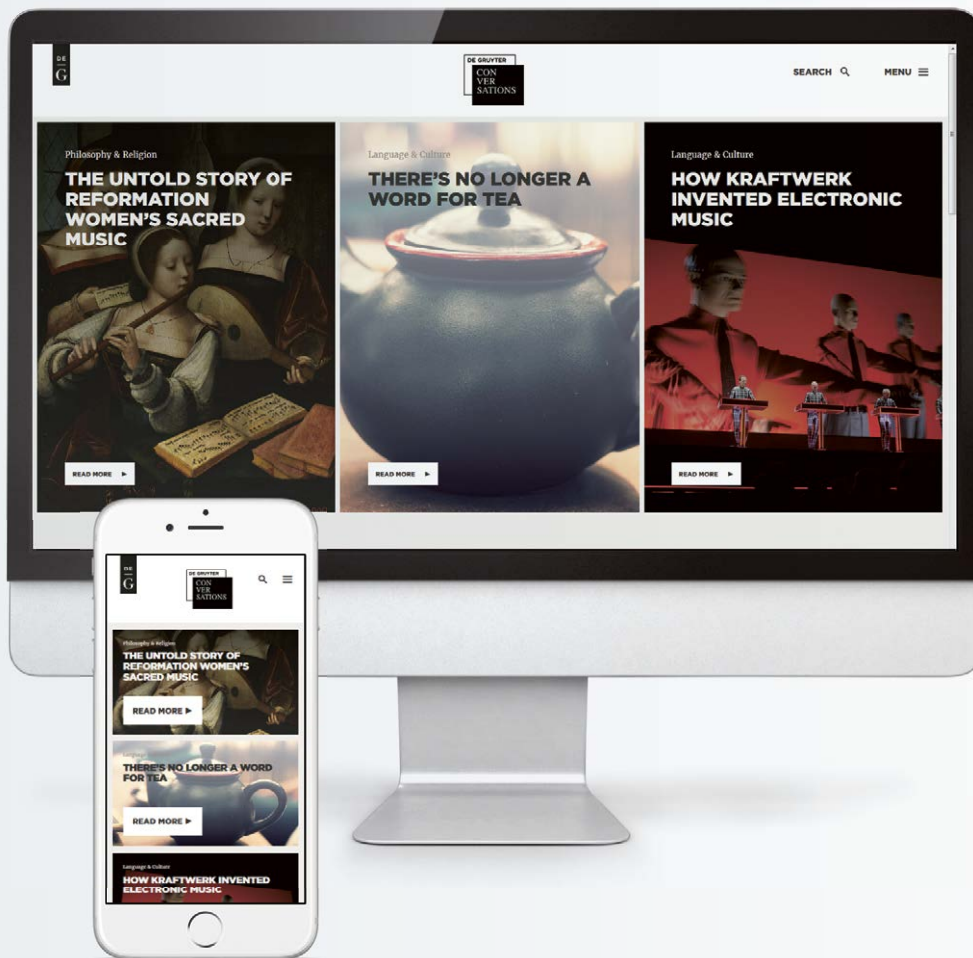 DE
G
DE GRUYTER
CON
VER
SATIONS
SEARCH
MENU
Philosophy & Religion
THE UNTOLD STORY OF
REFORMATION
WOMEN'S SACRED
MUSIC
READ MORE
Language & Culture
THERE'S NO LONGER A
WORD FOR TEA
READ MORE
Language & Culture
HOW KRAFTWERK
INVENTED ELECTRONIC
MUSIC
READ MORE
DE
G
DE GRUYTER
CON
VER
SATIONS
Philosophy & Religion
THE UNTOLD STORY OF
REFORMATION WOMEN'S
SACRED MUSIC
READ MORE
Language
THERE'S NO LONGER A WORD
FOR TEA
READ MORE
Language & Culture
HOW KRAFTWERK INVENTED
ELECTRONIC MUSIC